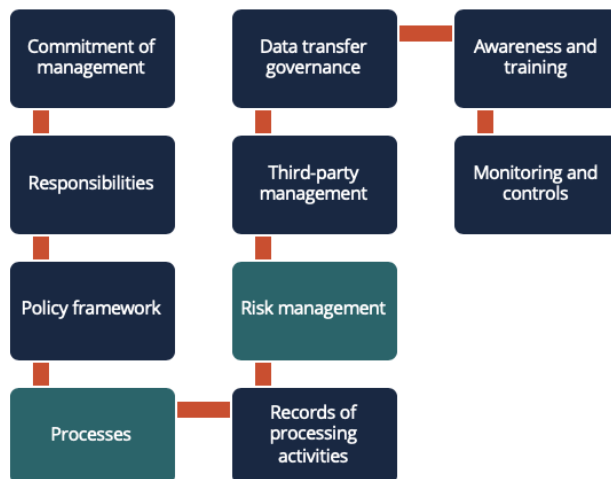 Commitment of
management
Responsibilities
Policy framework
Processes
Records of
processing
activities
Risk management
Third-party
management
Data transfer
governance
Awareness and
training
Monitoring and
controls